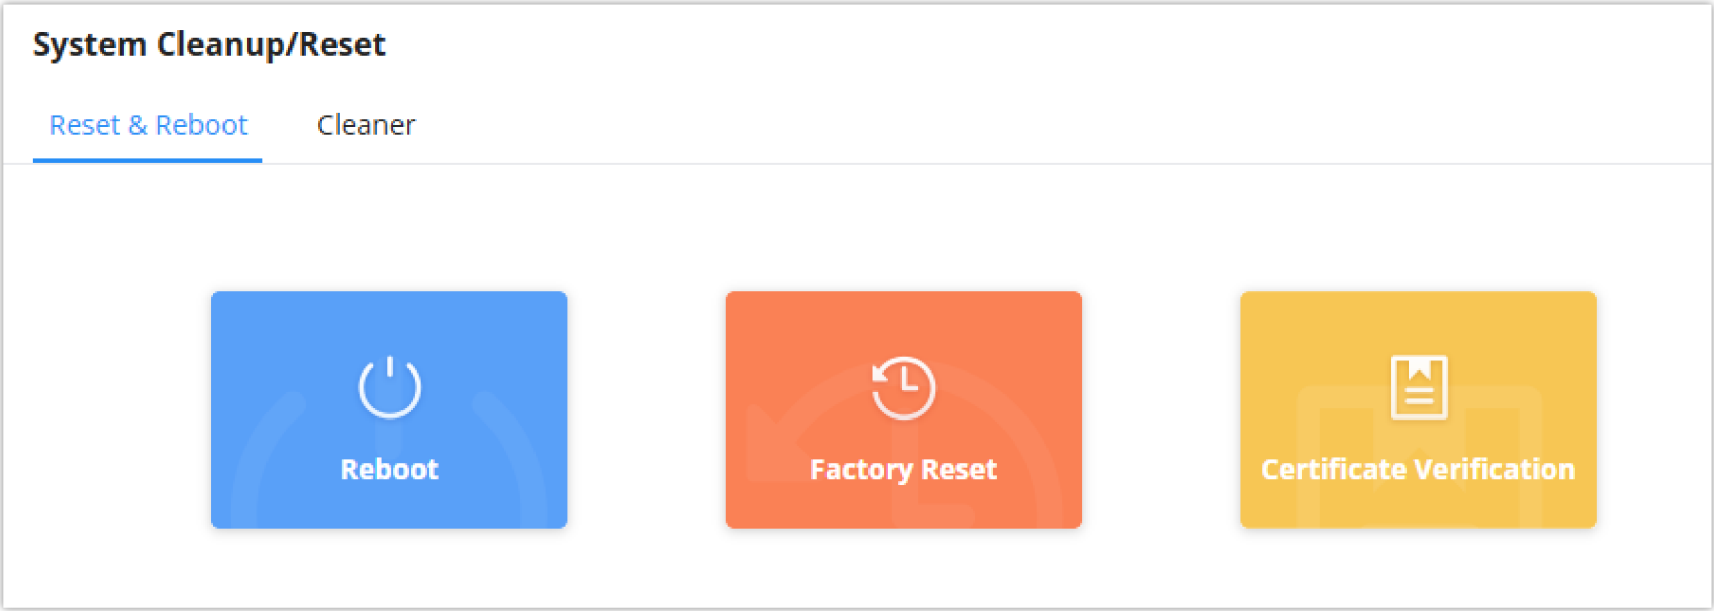 System Cleanup/Reset
Reset & Reboot Cleaner
Reboot Factory Reset Certificate Verification